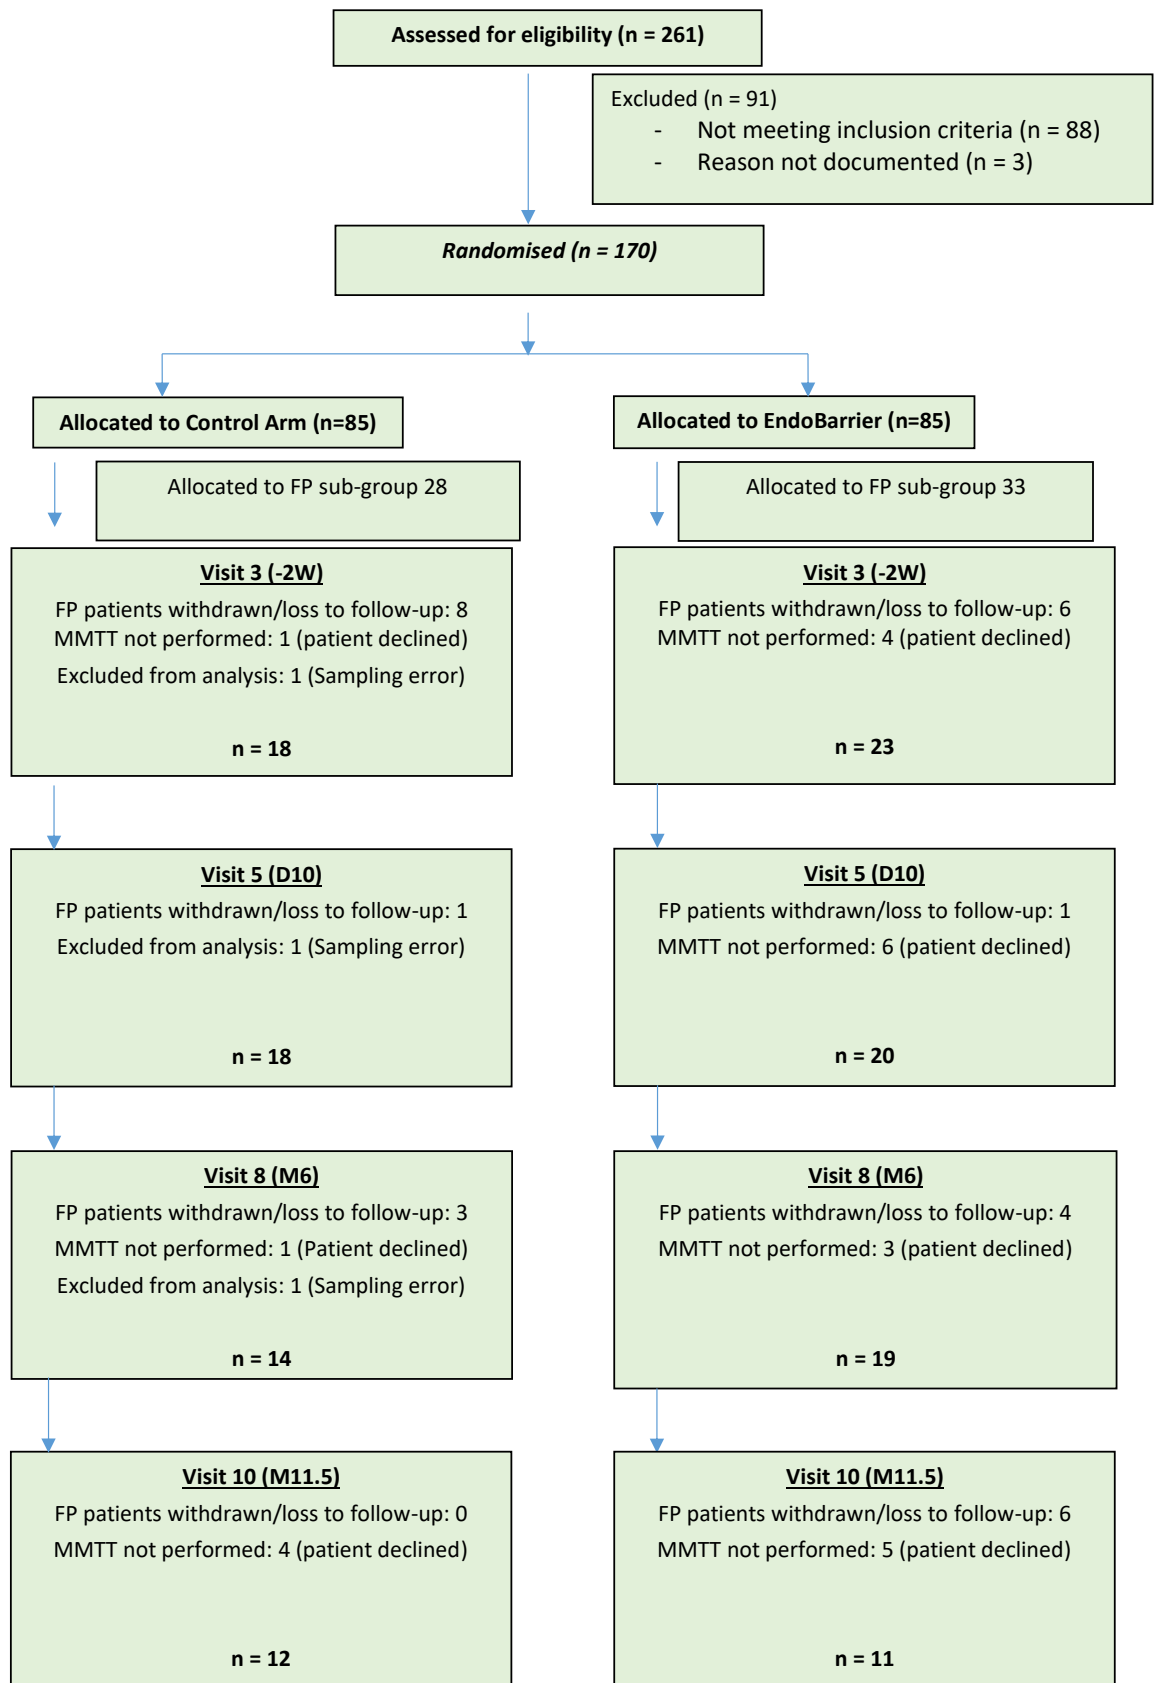 Assessed for eligibility (n = 261)
Excluded (n = 91)
- Not meeting inclusion criteria (n = 88)
- Reason not documented (n = 3)
Randomised (n = 170)
Allocated to Control Arm (n=85)
Allocated to EndoBarrier (n=85)
Allocated to FP sub-group 28
Allocated to FP sub-group 33
Visit 3 (-2W)
FP patients withdrawn/loss to follow-up: 8
MMTT not performed: 1 (patient declined)
Excluded from analysis: 1 (Sampling error)
n = 18
Visit 3 (-2W)
FP patients withdrawn/loss to follow-up: 6
MMTT not performed: 4 (patient declined)
n = 23
Visit 5 (D10)
FP patients withdrawn/loss to follow-up: 1
Excluded from analysis: 1 (Sampling error)
n = 18
Visit 5 (D10)
FP patients withdrawn/loss to follow-up: 1
MMTT not performed: 6 (patient declined)
n = 20
Visit 8 (M6)
FP patients withdrawn/loss to follow-up: 3
MMTT not performed: 1 (Patient declined)
Excluded from analysis: 1 (Sampling error)
n = 14
Visit 8 (M6)
FP patients withdrawn/loss to follow-up: 4
MMTT not performed: 3 (patient declined)
n = 19
Visit 10 (M11.5)
FP patients withdrawn/loss to follow-up: 0
MMTT not performed: 4 (patient declined)
n = 12
Visit 10 (M11.5)
FP patients withdrawn/loss to follow-up: 6
MMTT not performed: 5 (patient declined)
n = 11